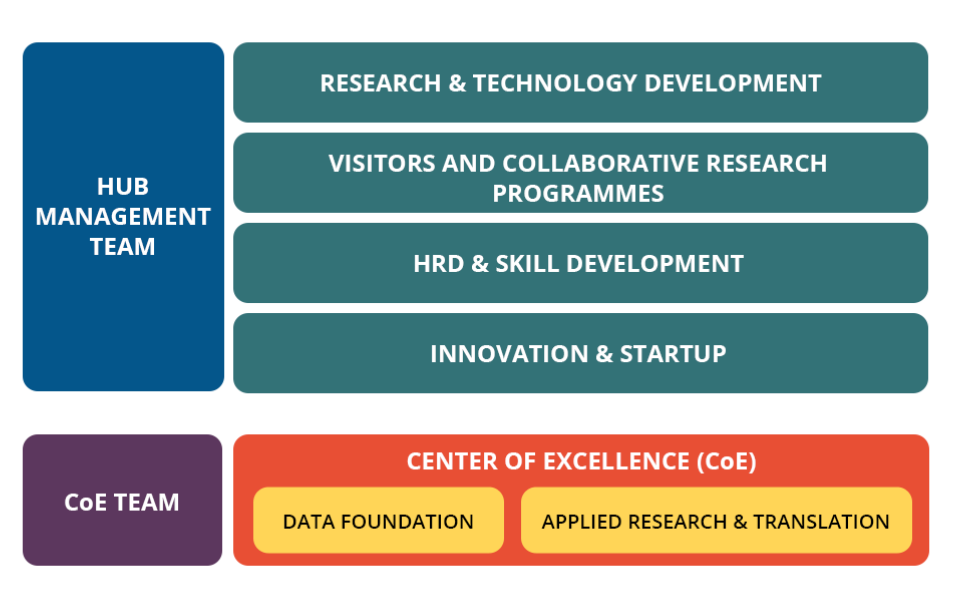 HUB
MANAGEMENT
TEAM
RESEARCH & TECHNOLOGY DEVELOPMENT
VISITORS AND COLLABORATIVE RESEARCH
PROGRAMMES
HRD & SKILL DEVELOPMENT
INNOVATION & STARTUP
CoE TEAM
CENTER OF EXCELLENCE (CoE)
DATA FOUNDATION
APPLIED RESEARCH & TRANSLATION